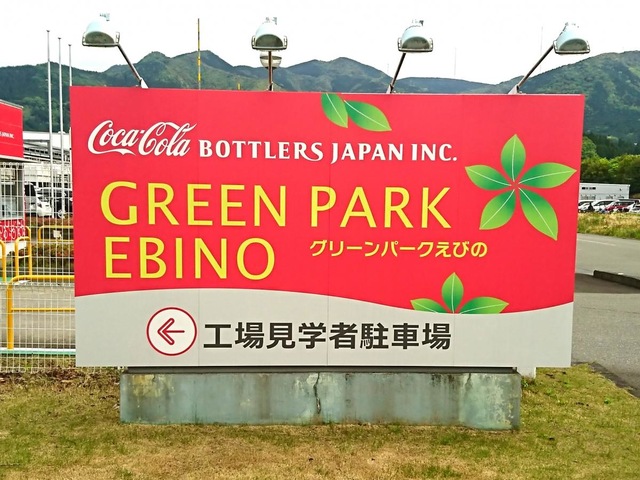 Coca-Cola BOTTLERS JAPAN INC.
GREEN PARK
EBINO グリーンパークえびの
工場見学者駐車場